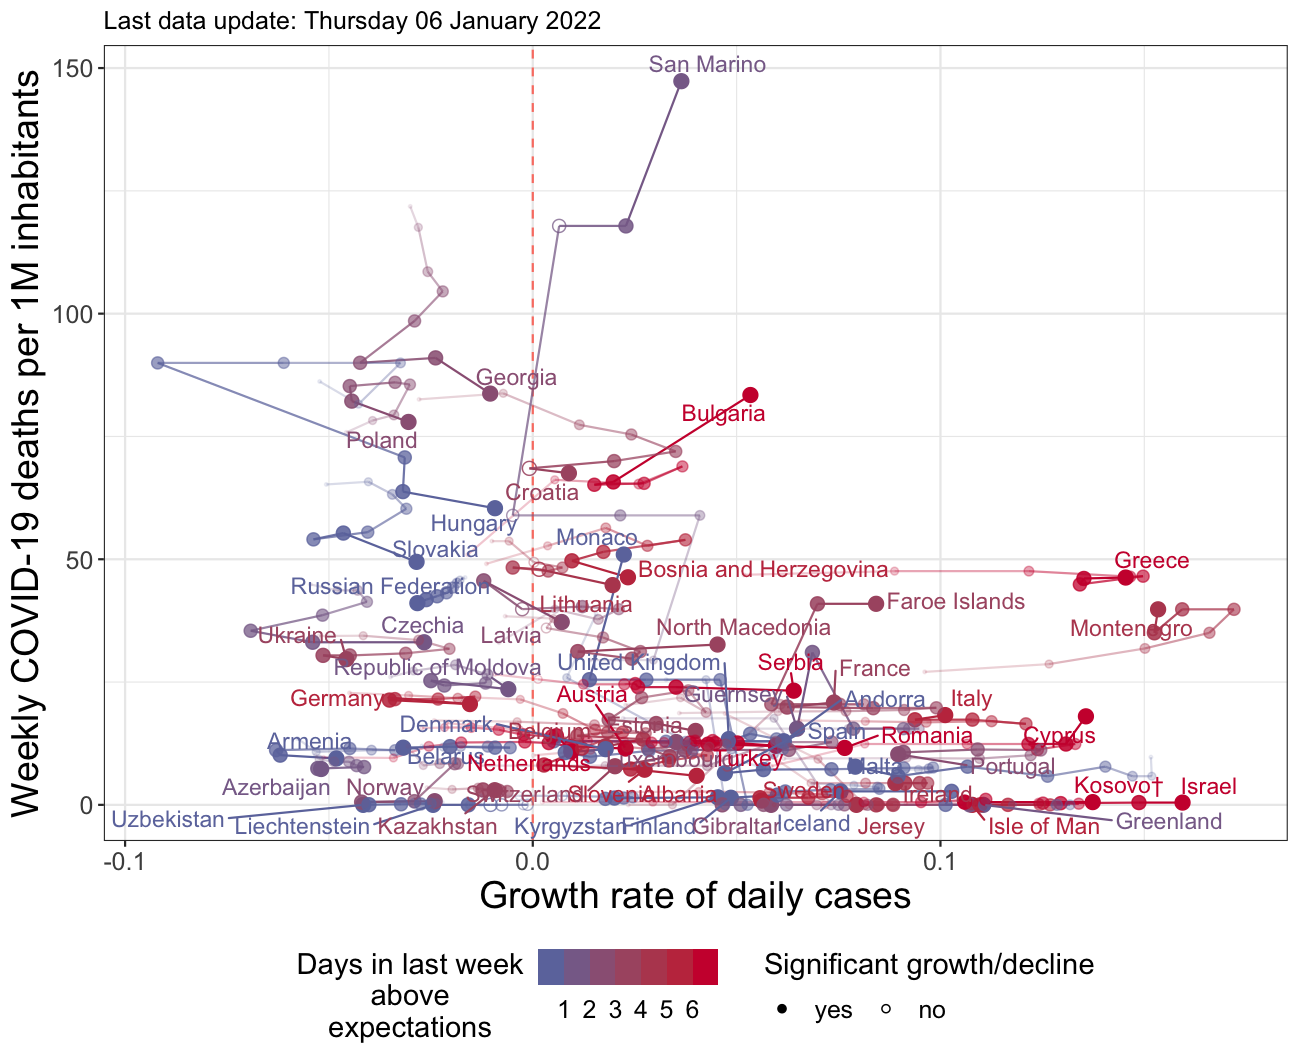 Last data update: Thursday 06 January 2022
Weekly COVID-19 deaths per 1M inhabitants
150
100
50
0
San Marino
Georgia
Bulgaria
Poland
Croatia
Hungary
Monaco
Slovakia
Greece
Bosnia and Herzegovina
Russian Federation
Lithuania
Faroe Islands
Czechia
Latvia
North Macedonia
Montenegro
Ukraine
Republic of Moldova
United Kingdom
Serbia
France
Germany
Austria
Guernsey
Andorra
Italy
Denmark
Belgium
Estonia
Spain
Romania
Cyprus
Armenia
Belarus
Netherlands
Luxembourg
Turkey
Malta
Portugal
Azerbaijan
Norway
Switzerland
Slovenia
Albania
Sweden
Ireland
Kosovo†
Israel
Uzbekistan
Liechtenstein
Kazakhstan
Kyrgyzstan
Finland
Gibraltar
Iceland
Jersey
Isle of Man
Greenland
-0.1
0.0
0.1
Growth rate of daily cases
Days in last week
above
expectations
1 2 3 4 5 6
Significant growth/decline
yes
no